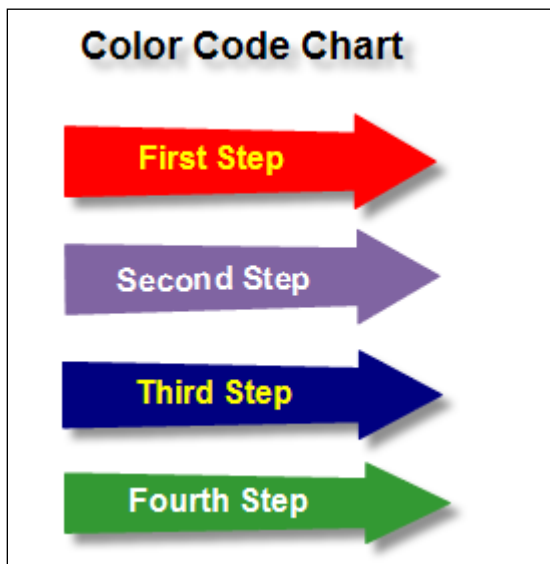 Color Code Chart
First Step
Second Step
Third Step
Fourth Step